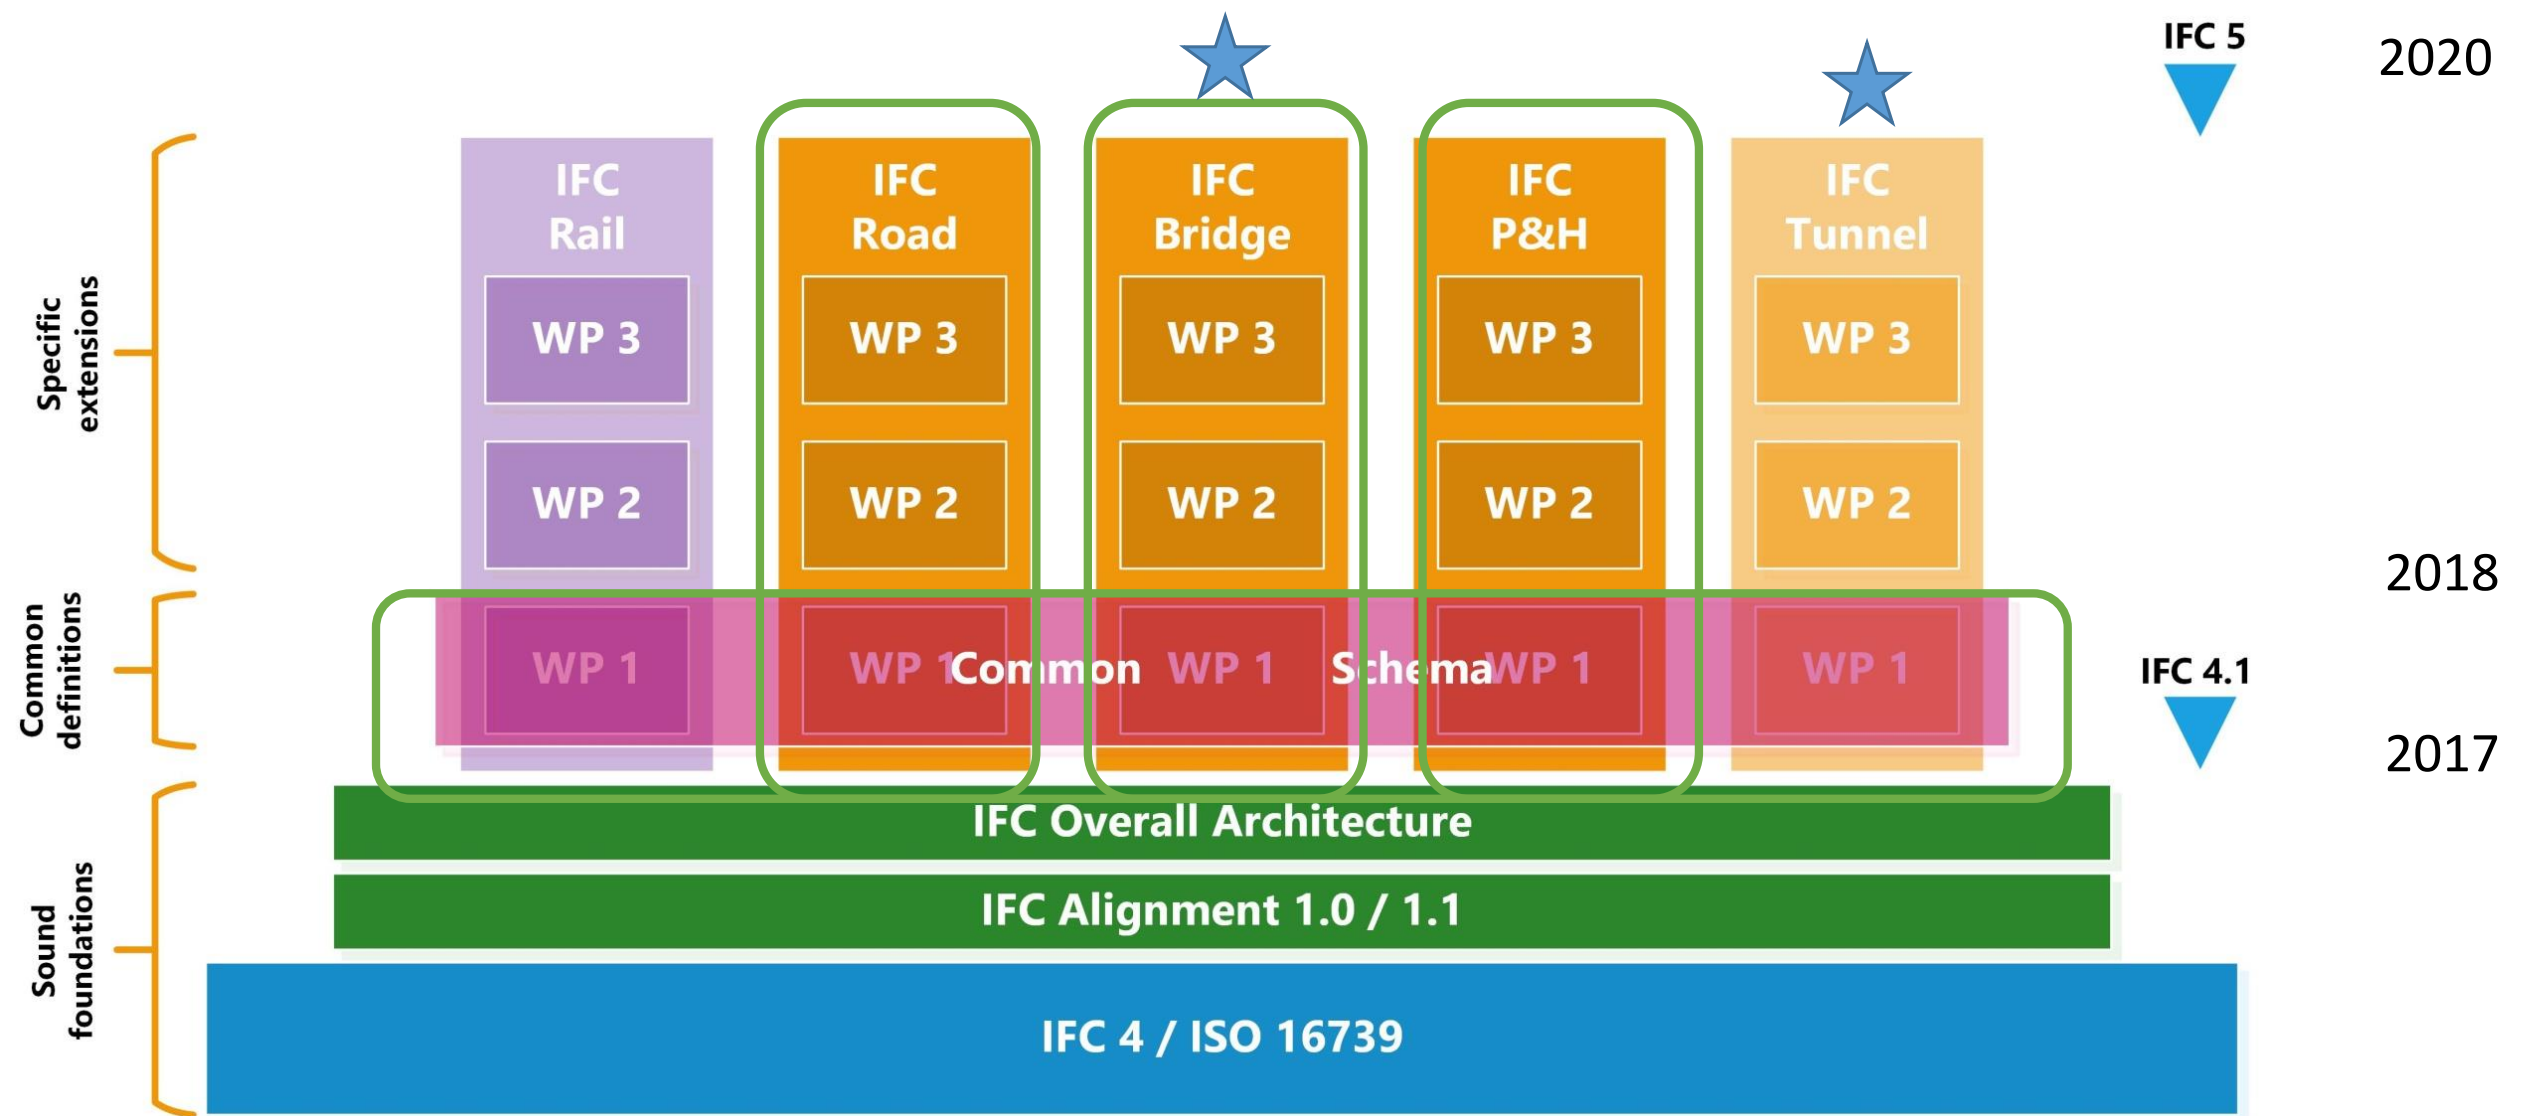 IFC 5
2020
IFC
Rail
IFC
Road
IFC
Bridge
IFC
P&H
IFC
Tunnel
Specific
extensions
WP 3
WP 3
WP 3
WP 3
WP 3
WP 2
WP 2
WP 2
WP 2
WP 2
2018
Common
definitions
WP 1
WP 1
WP 1
WP 1
WP 1
Common Schema
IFC 4.1
2017
Sound
foundations
IFC Overall Architecture
IFC Alignment 1.0 / 1.1
IFC 4 / ISO 16739